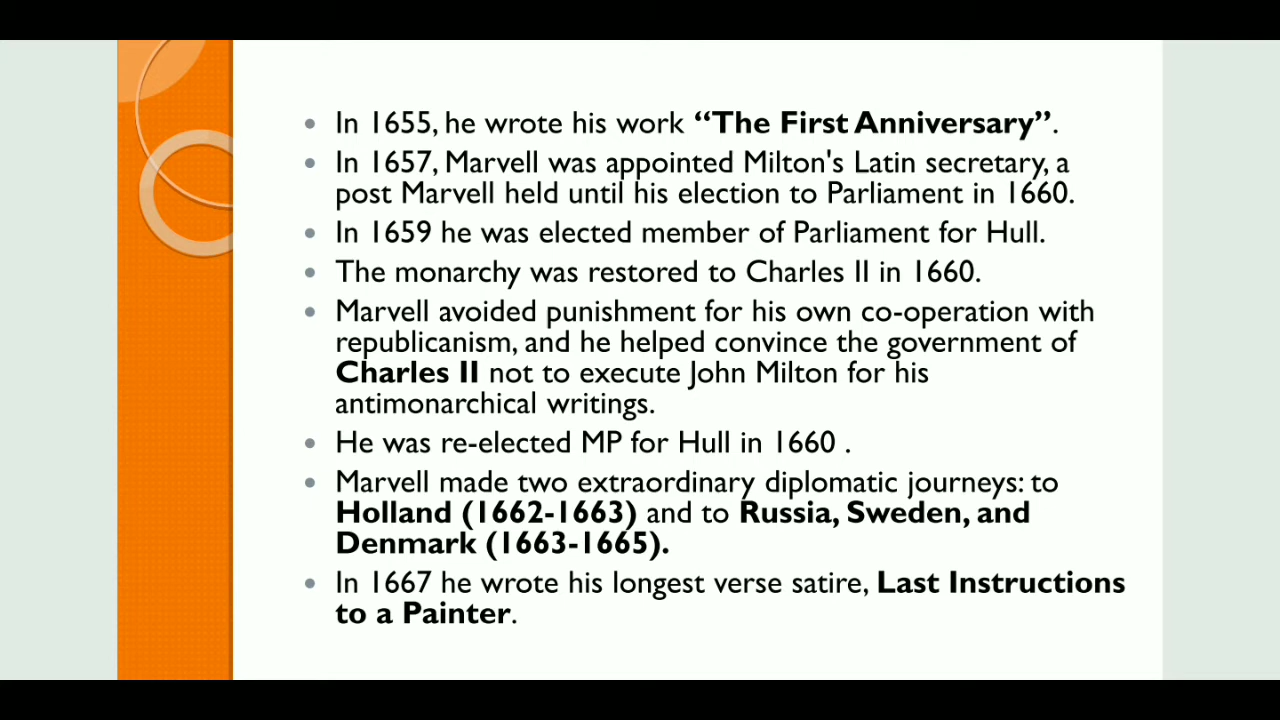 • In 1655, he wrote his work “The First Anniversary”.
• In 1657, Marvell was appointed Milton's Latin secretary, a
post Marvell held until his election to Parliament in 1660.
• In 1659 he was elected member of Parliament for Hull.
• The monarchy was restored to Charles II in 1660.
• Marvell avoided punishment for his own co-operation with
republicanism, and he helped convince the government of
Charles II not to execute John Milton for his
antimonarchical writings.
• He was re-elected MP for Hull in 1660 .
• Marvell made two extraordinary diplomatic journeys: to
Holland (1662-1663) and to Russia, Sweden, and
Denmark (1663-1665).
• In 1667 he wrote his longest verse satire, Last Instructions
to a Painter.